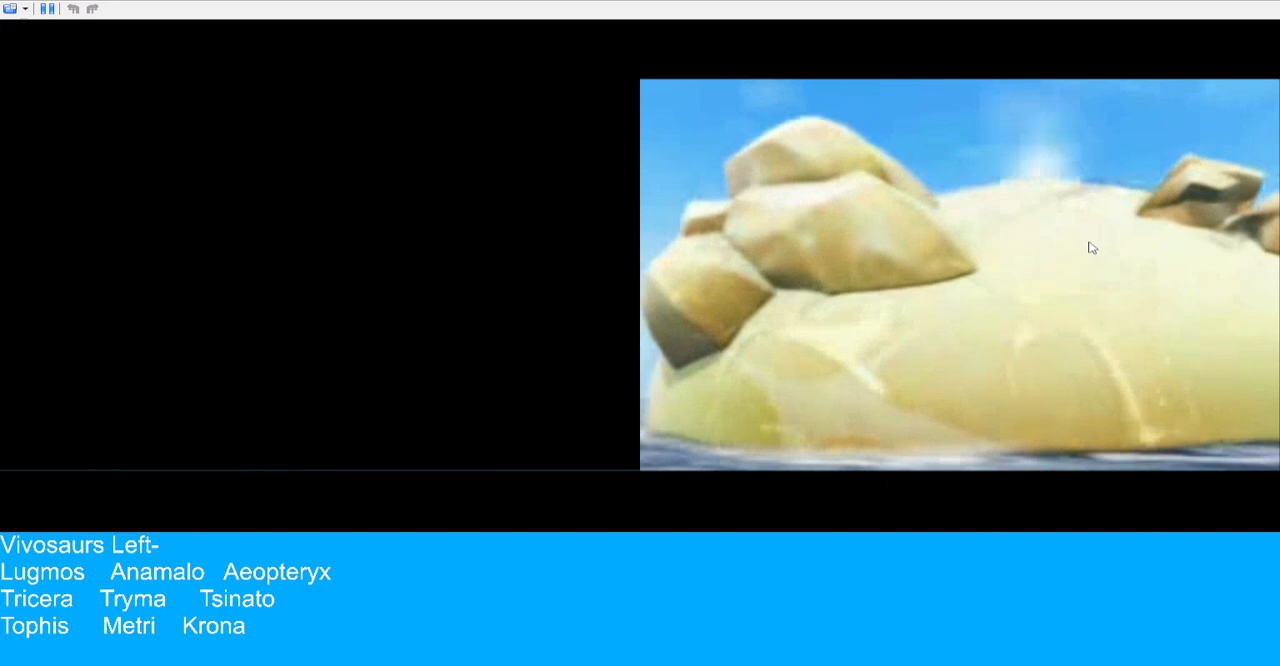 Vivosaurs Left-
Lugmos Anamalo Aeopteryx
Tricera Tryma Tsinato
Tophis Metri Krona